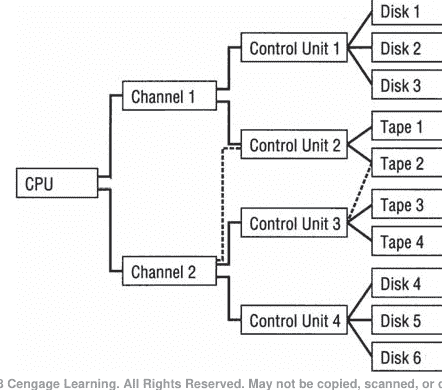 Disk 1
Control Unit 1
Disk 2
Disk 3
Channel 1
Tape 1
Control Unit 2
Tape 2
CPU
Tape 3
Control Unit 3
Tape 4
Channel 2
Disk 4
Control Unit 4
Disk 5
Disk 6
Cengage Learning. All Rights Reserved. May not be copied, scanned, or